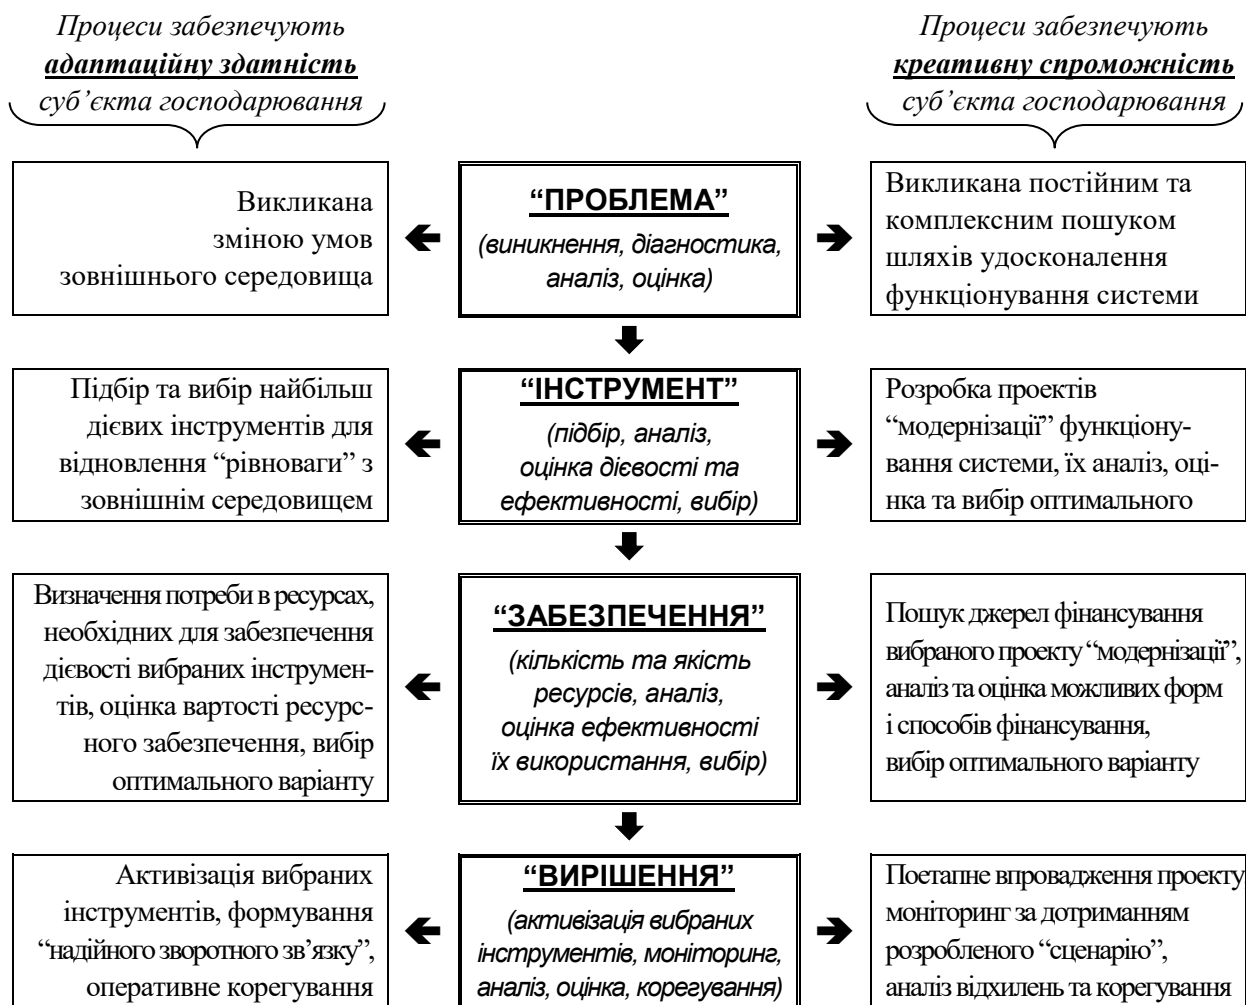 Процеси забезпечують
адаптаційну здатність
суб’єкта господарювання
Процеси забезпечують
креативну спроможність
суб’єкта господарювання
Викликана
зміною умов
зовнішнього середовища
“ПРОБЛЕМА”
(виникнення, діагностика,
аналіз, оцінка)
Викликана постійним та
комплексним пошуком
шляхів удосконалення
функціонування системи
Підбір та вибір найбільш
дієвих інструментів для
відновлення “рівноваги” з
зовнішнім середовищем
“ІНСТРУМЕНТ”
(підбір, аналіз,
оцінка дієвості та
ефективності, вибір)
Розробка проектів
“модернізації” функціону-
вання системи, їх аналіз, оці-
нка та вибір оптимального
Визначення потреби в ресурсах,
необхідних для забезпечення
дієвості вибраних інструмен-
тів, оцінка вартості ресурс-
ного забезпечення, вибір
оптимального варіанту
“ЗАБЕЗПЕЧЕННЯ”
(кількість та якість
ресурсів, аналіз,
оцінка ефективності
їх використання, вибір)
Пошук джерел фінансування
вибраного проекту “модернізації”,
аналіз та оцінка можливих форм
і способів фінансування,
вибір оптимального варіанту
Активізація вибраних
інструментів, формування
“надійного зворотного зв’язку”,
оперативне корегування
“ВИРІШЕННЯ”
(активізація вибраних
інструментів, моніторинг,
аналіз, оцінка, корегування)
Поетапне впровадження проекту
моніторинг за дотриманням
розробленого “сценарію”,
аналіз відхилень та корегування